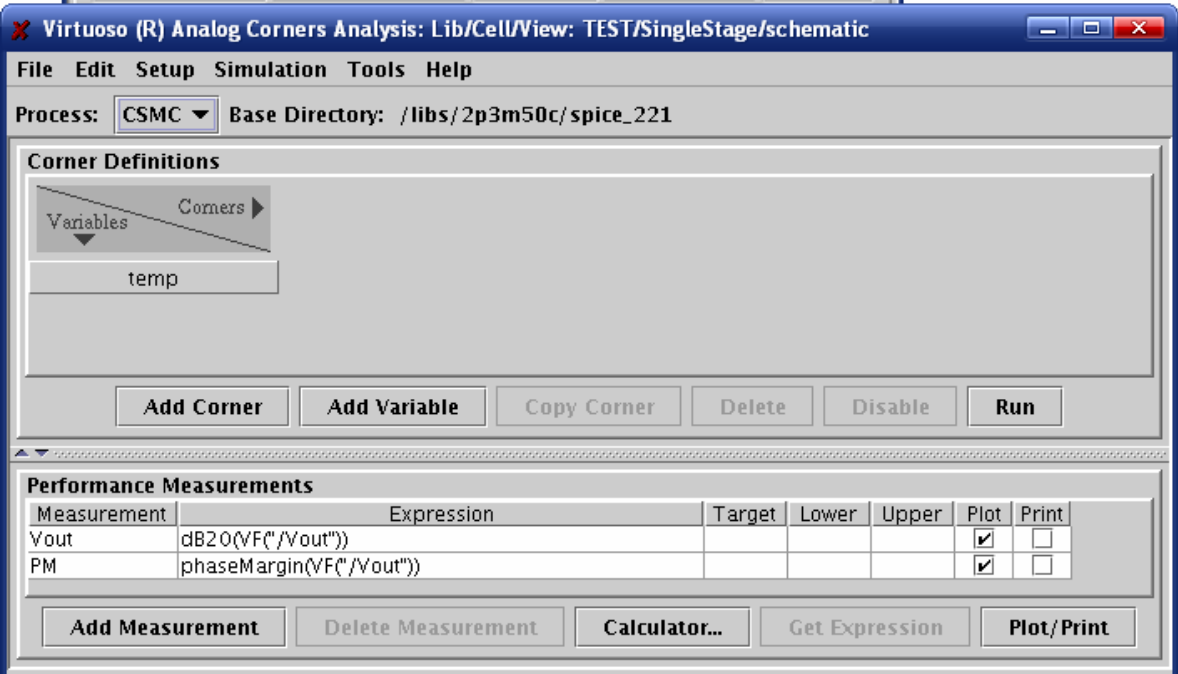 Virtuoso (R) Analog Corners Analysis: Lib/Cell/View: TEST/SingleStage/schematic
File Edit Setup Simulation Tools Help
Process: CSMC Base Directory: /libs/2p3m50c/spice_221
Corner Definitions
Corners
Variables
temp
Add Corner Add Variable Copy Corner Delete Disable Run
Performance Measurements
Measurement Expression Target Lower Upper Plot Print
Vout dB20(VF("/Vout"))
PM phaseMargin(VF("/Vout"))
Add Measurement Delete Measurement Calculator... Get Expression Plot/Print